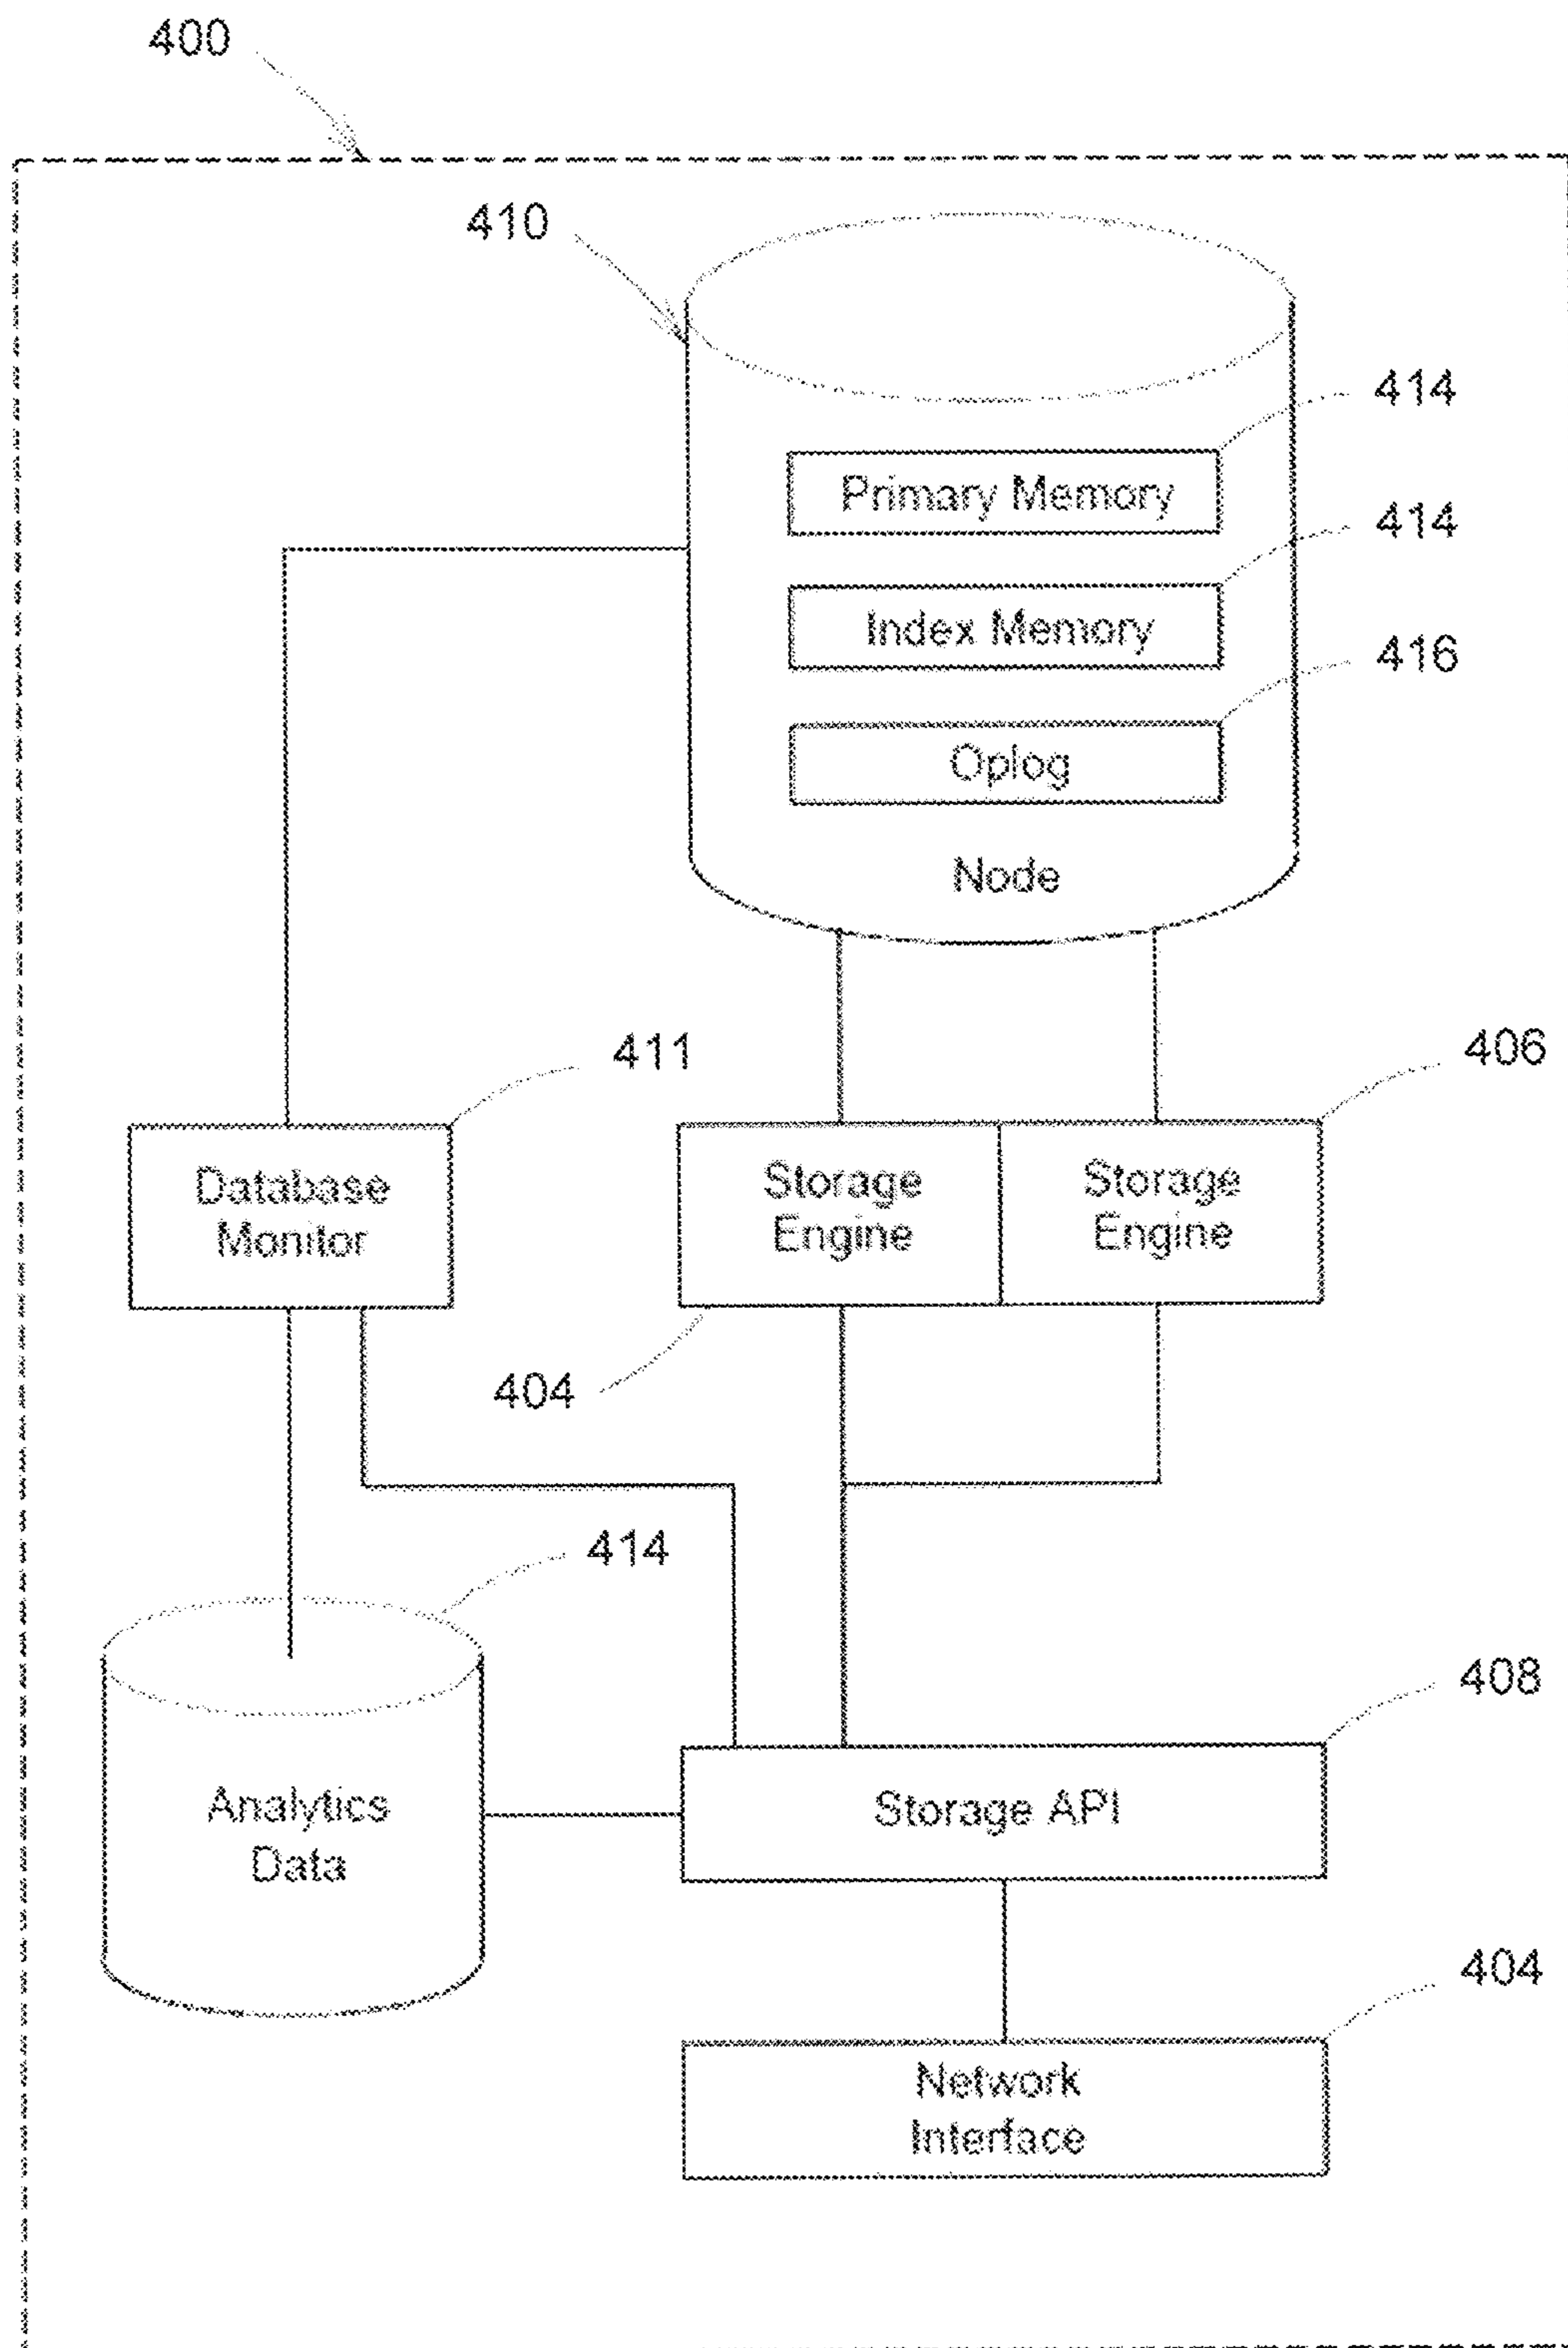 400
410
414
Primary Memory
414
Index Memory
416
Oplog
Node
411
406
Database
Monitor
Storage
Engine
Storage
Engine
404
414
408
Analytics
Data
Storage API
404
Network
Interface